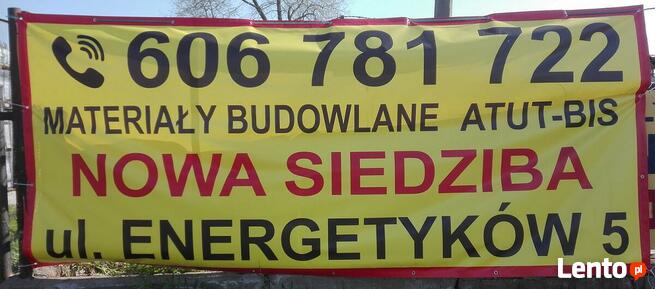 606 781 722
MATERIAŁY BUDOWLANE ATUT-BIS
NOWA SIEDZIBA
ul. ENERGETYKÓW 5
Lento.pl